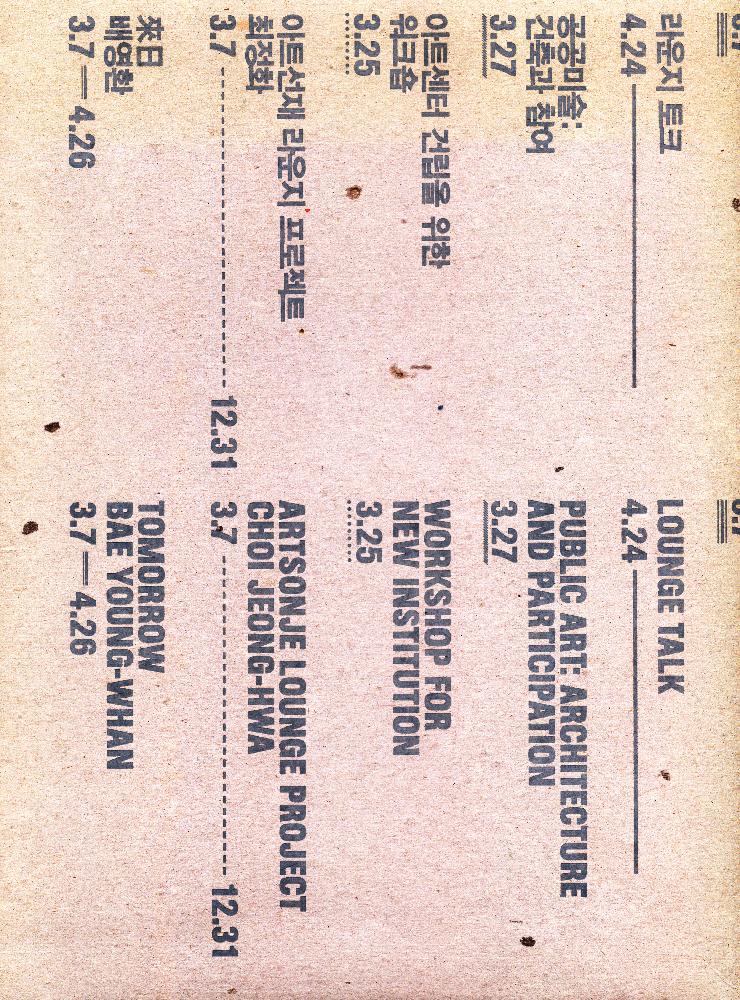 라운지 토크
4.24
공공미술:
건축과 참여
3.27
아트센터 건립을 위한
워크숍
3.25
아트선재 라운지 프로젝트
최정화
3.7 12.31
來日
배영환
3.7 — 4.26
LOUNGE TALK
4.24
PUBLIC ART: ARCHITECTURE
AND PARTICIPATION
3.27
WORKSHOP FOR
NEW INSTITUTION
3.25
ARTSONJE LOUNGE PROJECT
CHOI JEONG-HWA
3.7 12.31
TOMORROW
BAE YOUNG-WHAN
3.7 — 4.26